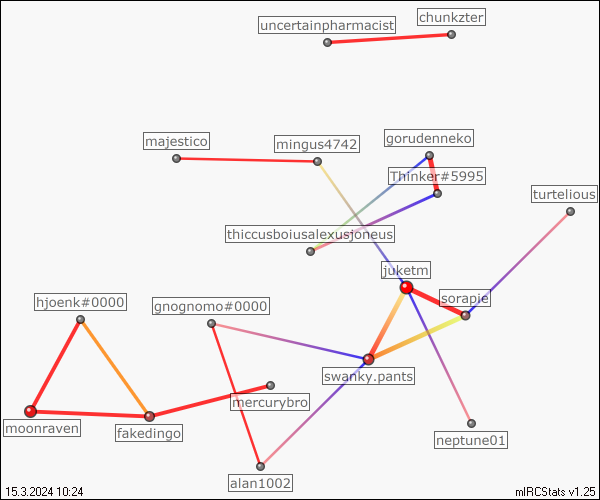 chunkzter
uncertainpharmacist
majestico
mingus4742
gorudenneko
Thinker#5995
turtelious
thiccusboiusalexusjoneus
juketm
sorapie
hjoenk#0000
gnognomo#0000
swanky.pants
mercurybro
moonraven
fakedingo
neptune01
alan1002
15.3.2024 10:24
mIRCStats v1.25